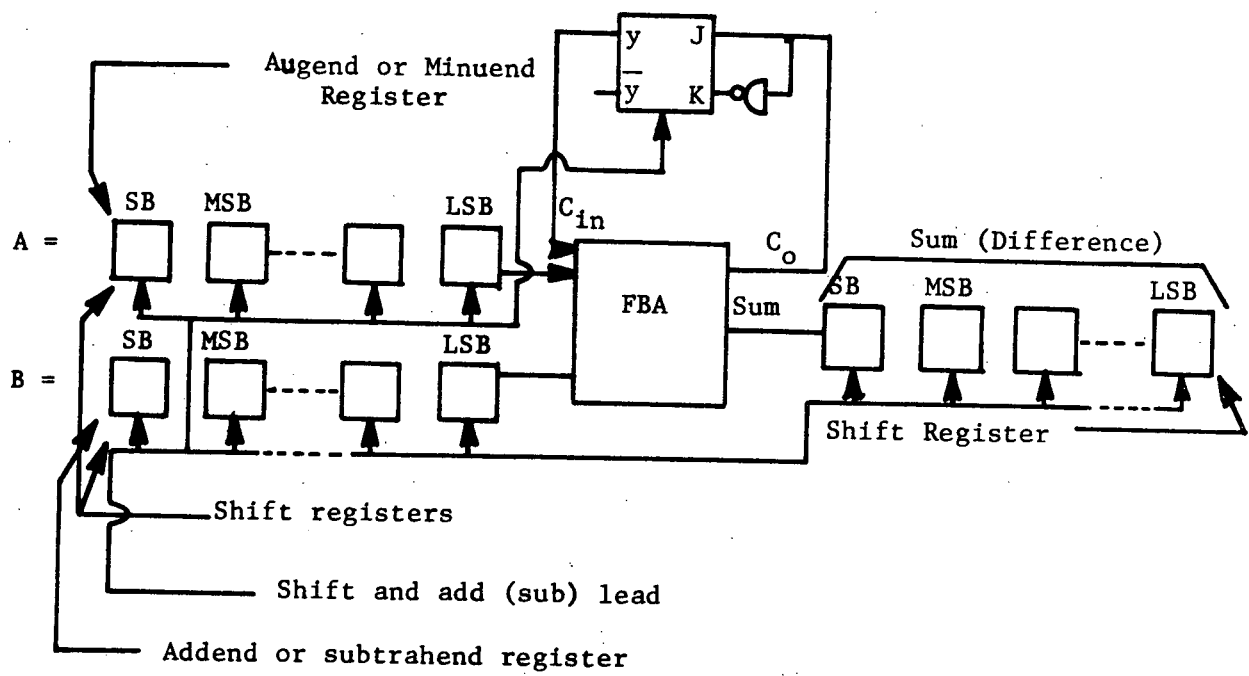 y J
Augend or Minuend
Register
y̅ K
SB MSB LSB
C_in
A =
C_o
Sum (Difference)
FBA
Sum
SB MSB LSB
SB MSB LSB
B =
Shift Register
Shift registers
Shift and add (sub) lead
Addend or subtrahend register